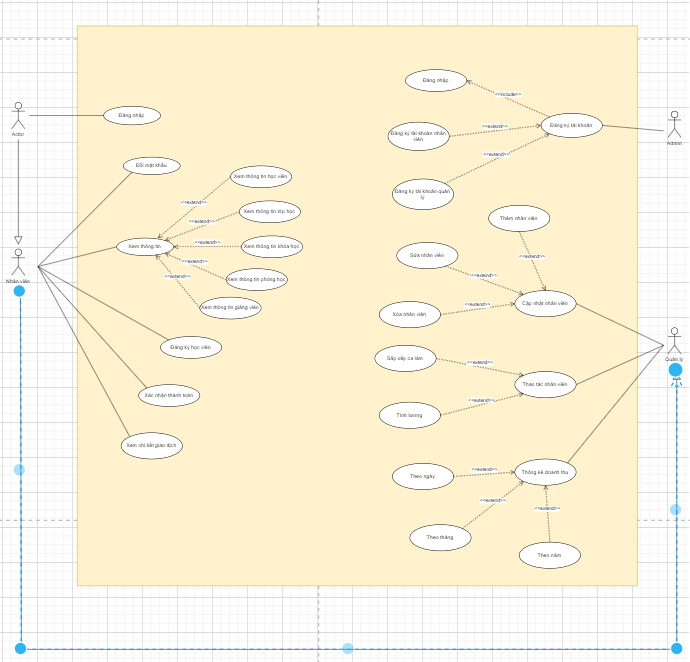 Đăng nhập
<<include>>
Đăng nhập
Đăng ký tài khoản
<<extend>>
Đăng ký tài khoản nhân
viên
<<extend>>
Actor
Admin
Đổi mật khẩu
Xem thông tin học viên
Đăng ký tài khoản quản
lý
<<extend>>
Xem thông tin lớp học
Thêm nhân viên
<<extend>>
Xem thông tin
<<extend>>
Xem thông tin khóa học
Sửa nhân viên
<<extend>>
<<extend>>
<<extend>>
<<extend>>
Xem thông tin phòng học
Nhân viên
Xem thông tin giảng viên
<<extend>>
Cập nhật nhân viên
Xóa nhân viên
Đăng ký học viên
Sắp xếp ca làm
<<extend>>
Quản lý
Thao tác nhân viên
Xác nhận thanh toán
<<extend>>
Tính lương
Xem chi tiết giao dịch
<<extend>>
Theo ngày
Thống kê doanh thu
<<extend>>
<<extend>>
Theo tháng
Theo năm